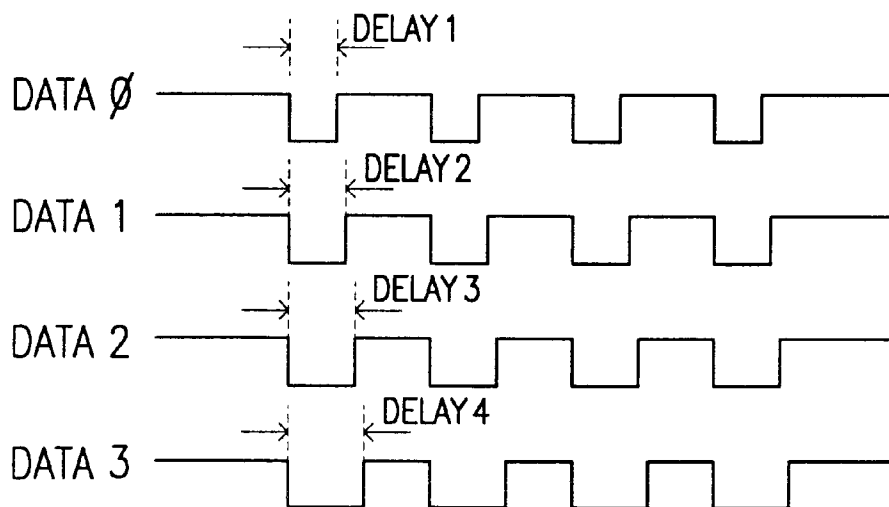 DELAY 1
DATA Ø
DELAY 2
DATA 1
DELAY 3
DATA 2
DELAY 4
DATA 3